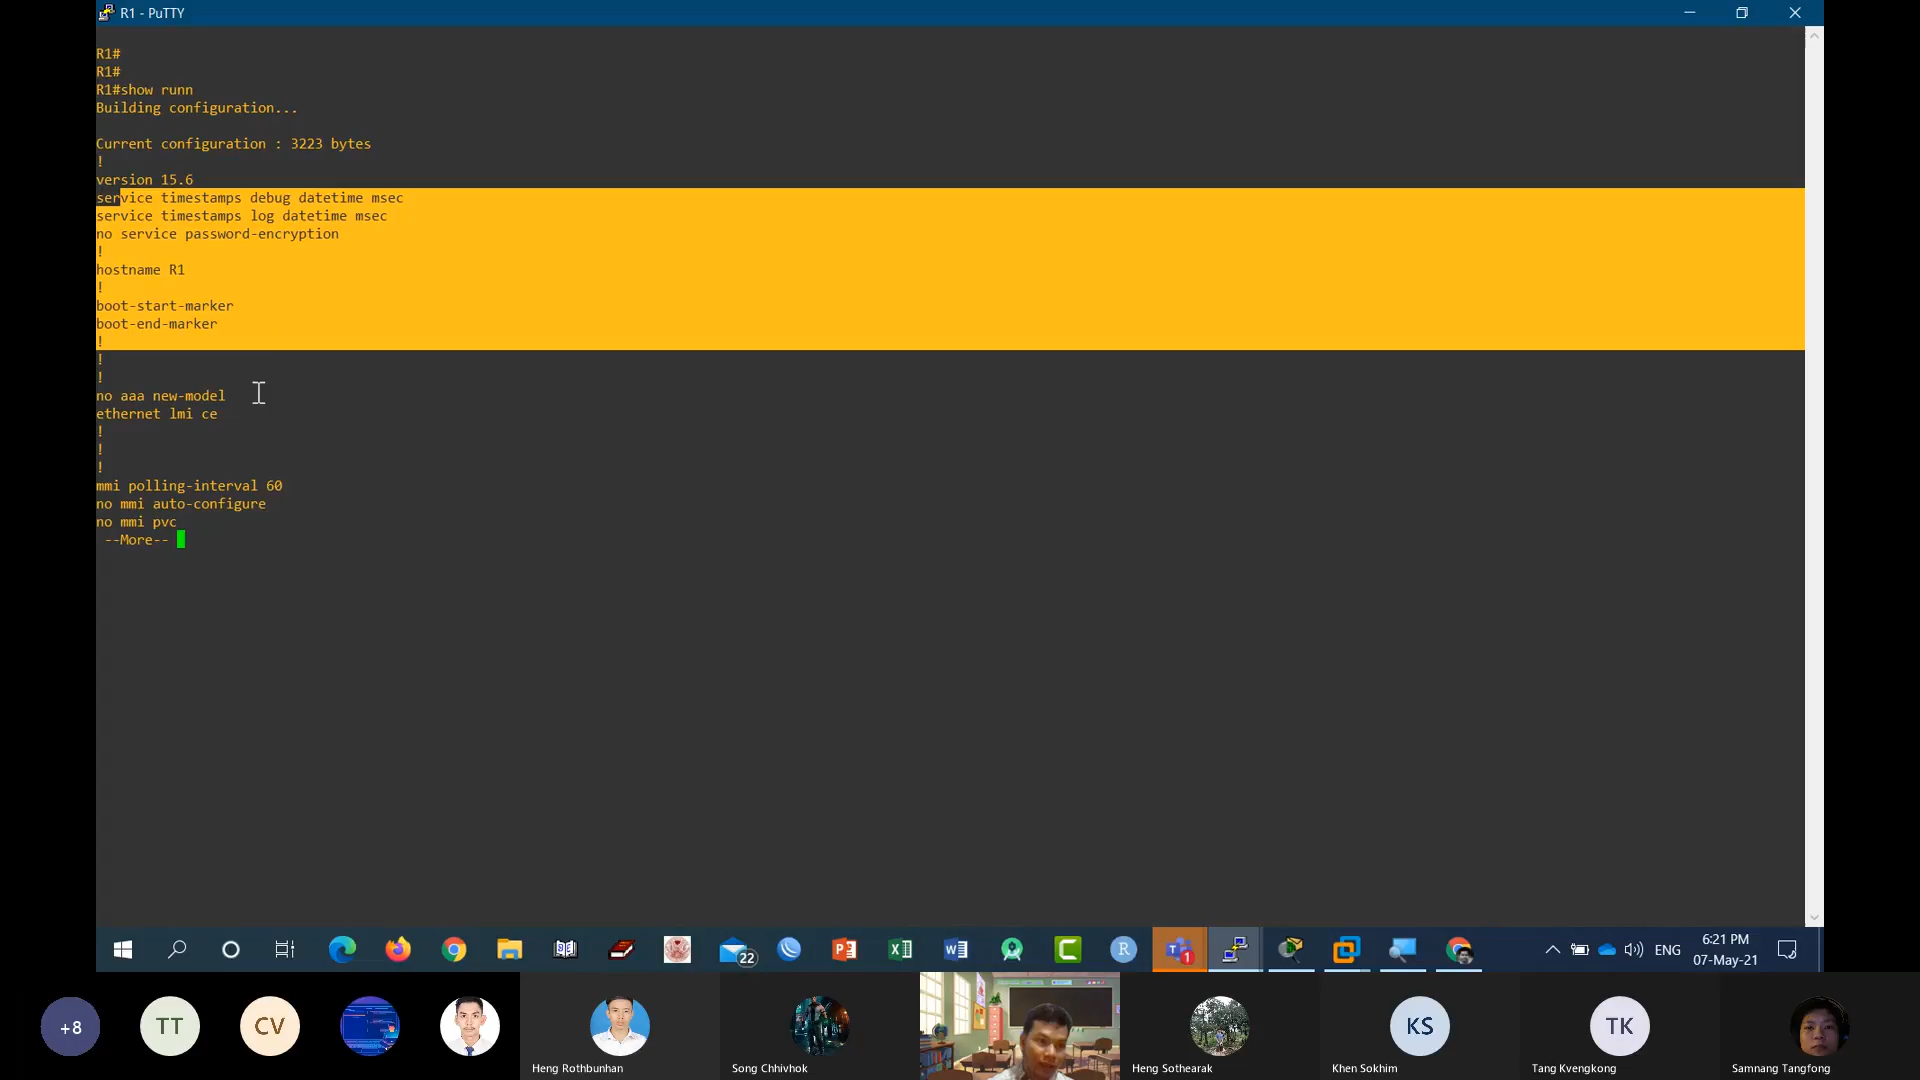 R1 - PuTTY
R1#
R1#
R1#show runn
Building configuration...
Current configuration : 3223 bytes
!
version 15.6
service timestamps debug datetime msec
service timestamps log datetime msec
no service password-encryption
!
hostname R1
!
boot-start-marker
boot-end-marker
!
!
!
no aaa new-model
ethernet lmi ce
!
!
!
mmi polling-interval 60
no mmi auto-configure
no mmi pvc
--More--
22
P
X
W
C
R
T
1
ENG
6:21 PM
07-May-21
+8
TT
CV
KS
TK
Heng Rothbunhan
Song Chhivhok
Heng Sothearak
Khen Sokhim
Tang Kvengkong
Samnang Tangfong